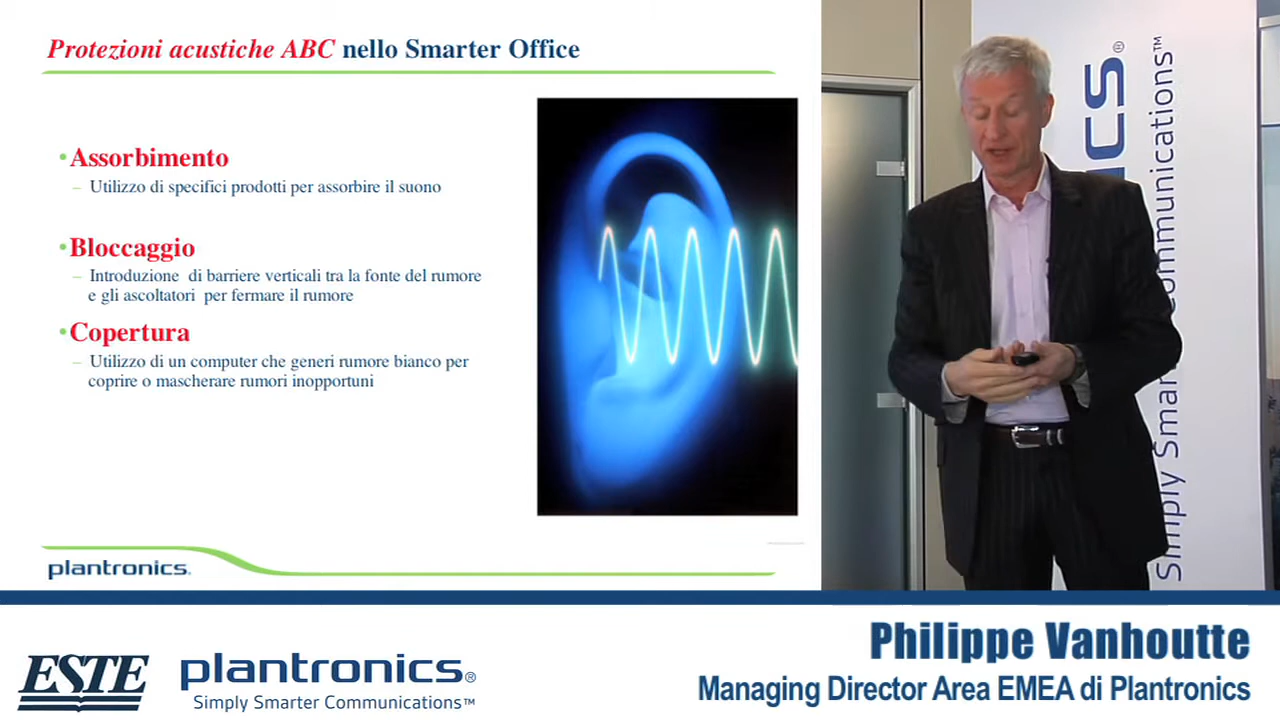 Protezioni acustiche ABC nello Smarter Office
•Assorbimento
– Utilizzo di specifici prodotti per assorbire il suono
•Bloccaggio
– Introduzione di barriere verticali tra la fonte del rumore
e gli ascoltatori per fermare il rumore
•Copertura
– Utilizzo di un computer che generi rumore bianco per
coprire o mascherare rumori inopportuni
plantronics.
cs®
Simply Smarter communications™
Philippe Vanhoutte
Managing Director Area EMEA di Plantronics
ESTE
plantronics®
Simply Smarter Communications™